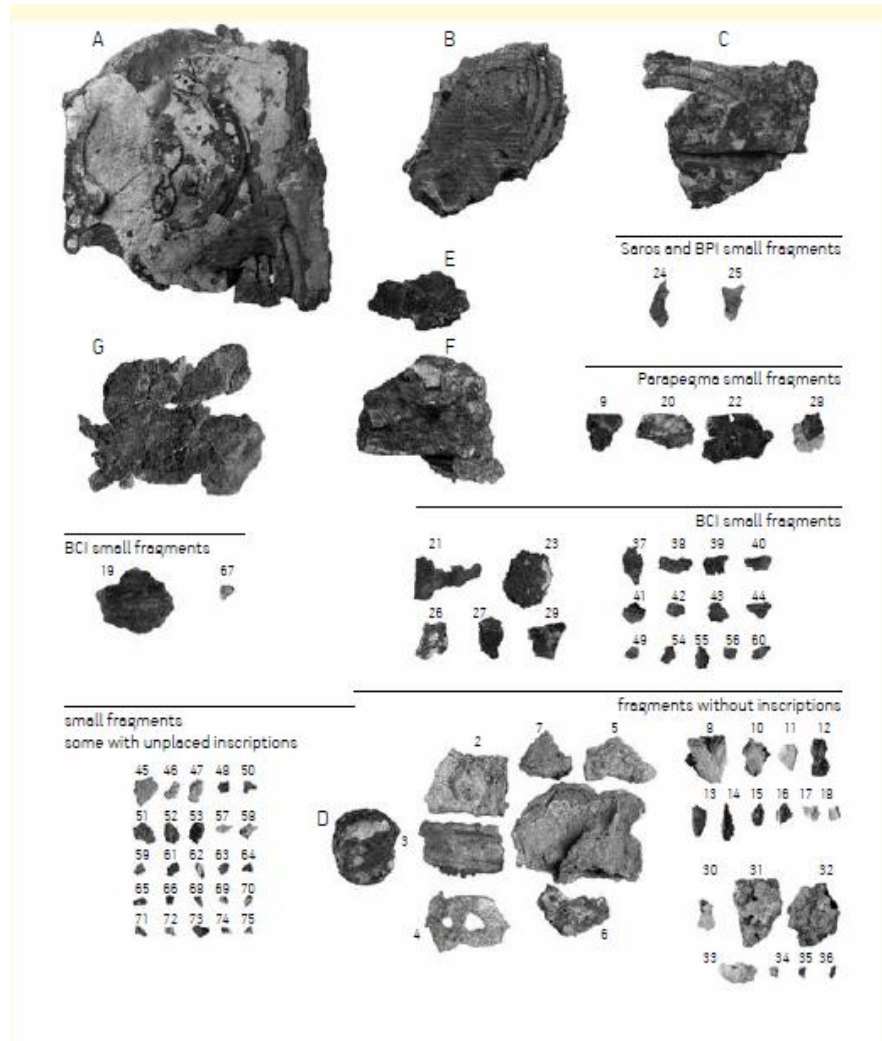 A B C
Saros and BPI small fragments
24 25
E
G F
Parapegma small fragments
9 20 22 28
BCI small fragments
BCI small fragments
19 67
21 23
26 27 29
37 38 39 40
41 42 43 44
49 54 55 56 60
small fragments
some with unplaced inscriptions
45 46 47 48 50
51 52 53 57 58
59 61 62 63 64
65 66 68 69 70
71 72 73 74 75
fragments without inscriptions
2 7 5
D 3
4 6
8 10 11 12
13 14 15 16 17 18
30 31 32
33 34 35 36